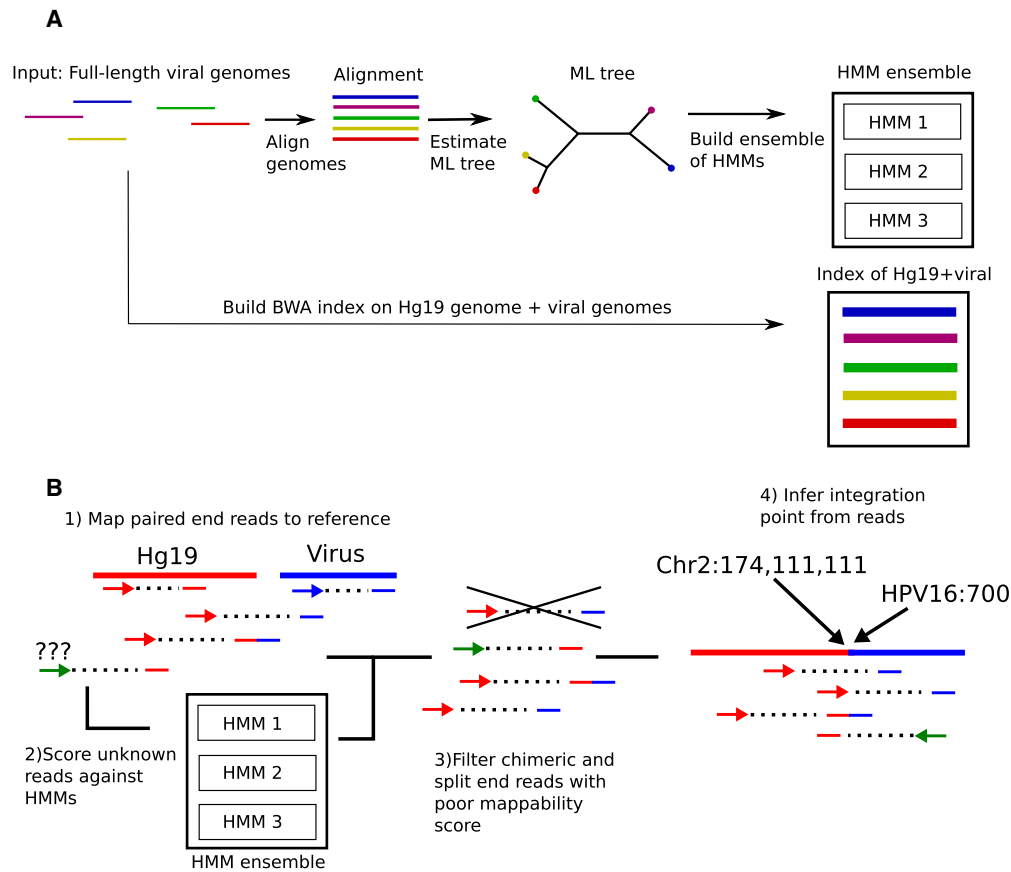 A
Input: Full-length viral genomes
Align
genomes
Alignment
Estimate
ML tree
ML tree
Build ensemble
of HMMs
HMM ensemble
HMM 1
HMM 2
HMM 3
Build BWA index on Hg19 genome + viral genomes
Index of Hg19+viral
B
1) Map paired end reads to reference
Hg19
Virus
???
2)Score unknown
reads against
HMMs
HMM 1
HMM 2
HMM 3
HMM ensemble
3)Filter chimeric and
split end reads with
poor mappability
score
4) Infer integration
point from reads
Chr2:174,111,111
HPV16:700